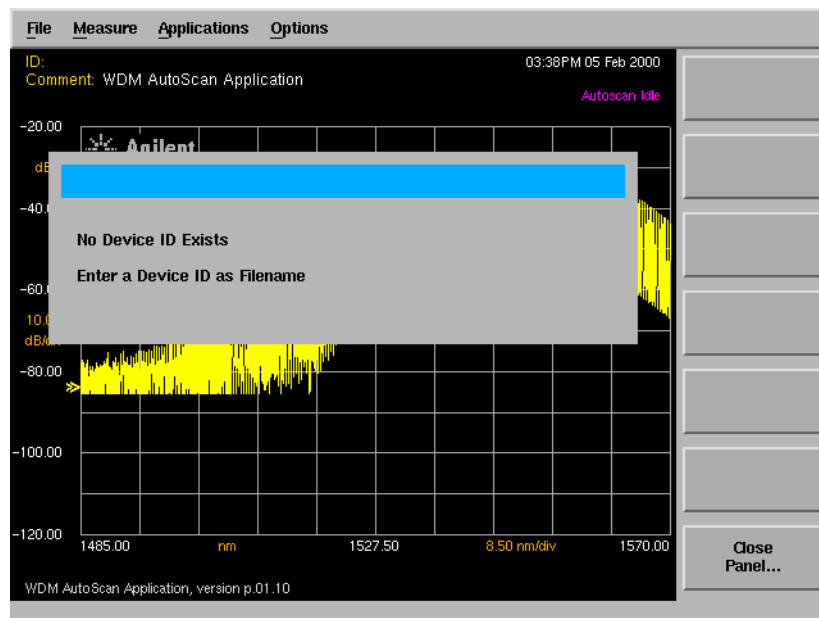 File Measure Applications Options
ID:
03:38PM 05 Feb 2000
Comment: WDM AutoScan Application
Autoscan Idle
-20.00
Agilent
-80.00
-100.00
-120.00
No Device ID Exists
Enter a Device ID as Filename
1485.00 nm 1527.50 8.50 nm/div 1570.00
WDM AutoScan Application, version p.01.10
Close
Panel...